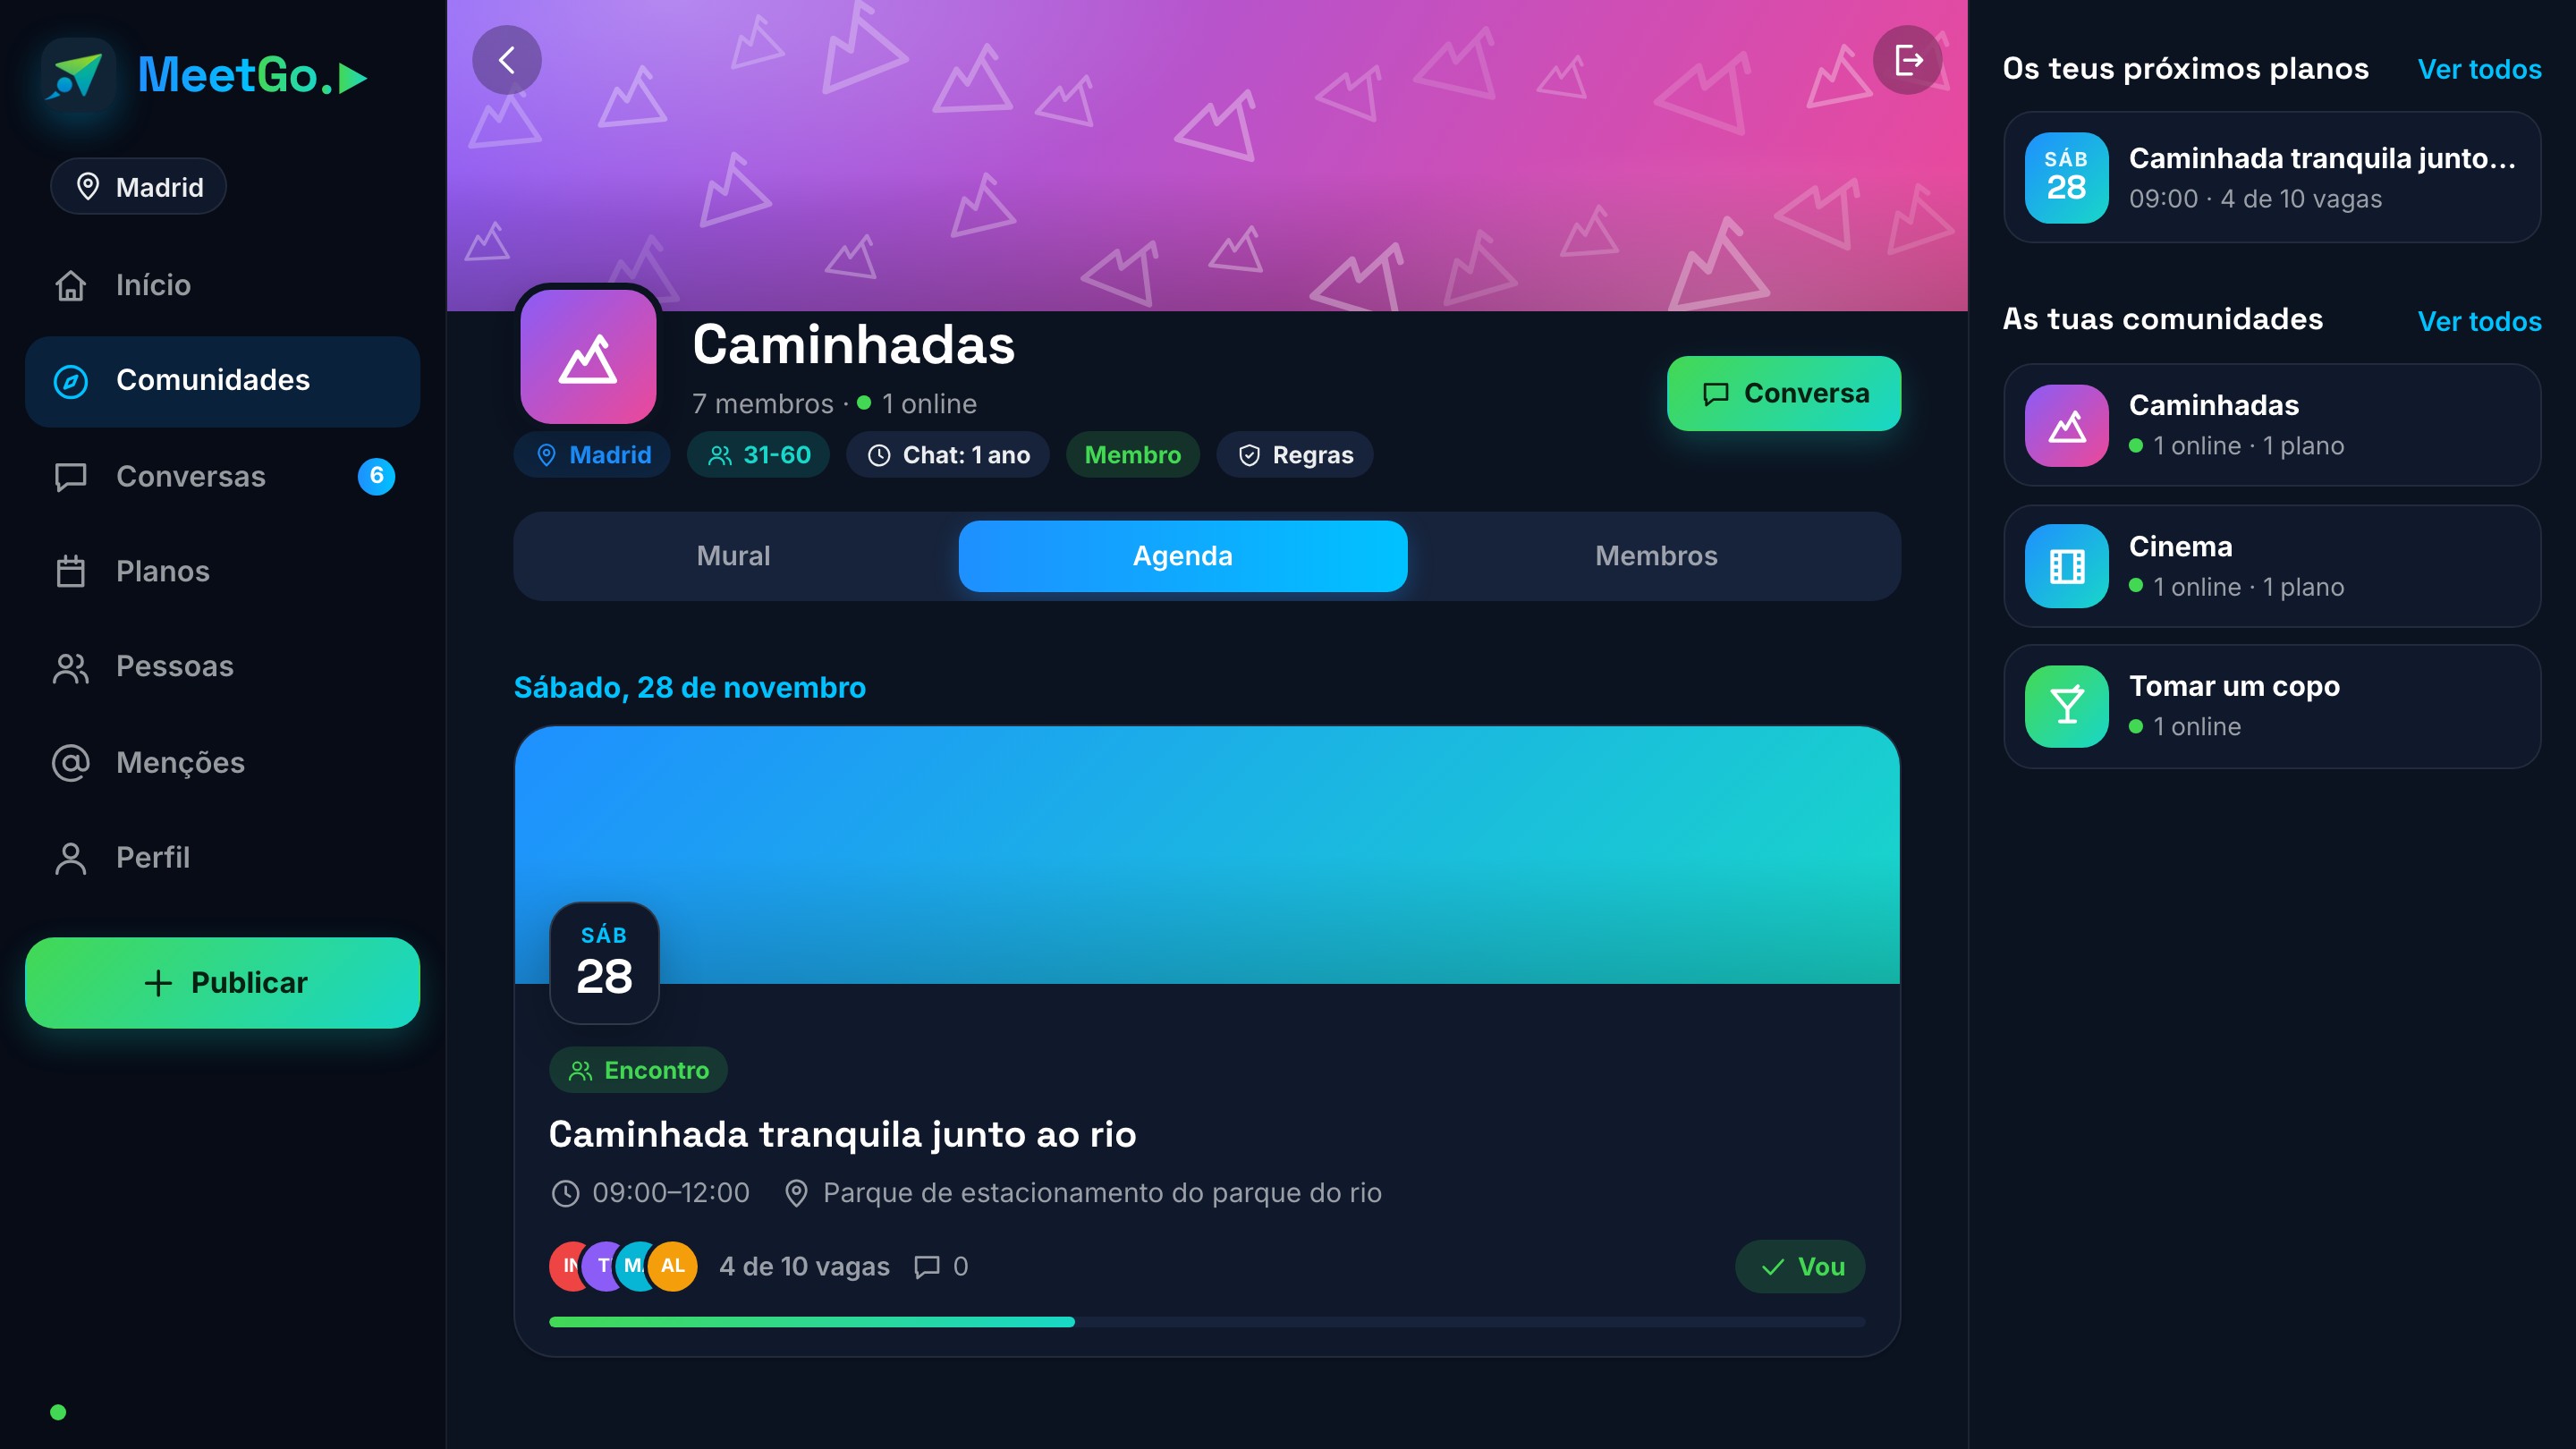 MeetGo.
Madrid
Início
Comunidades
Conversas 6
Planos
Pessoas
Menções
Perfil
Publicar
Caminhadas
7 membros · 1 online
Conversa
Madrid 31-60 Chat: 1 ano Membro Regras
Mural Agenda Membros
Sábado, 28 de novembro
SÁB
28
Encontro
Caminhada tranquila junto ao rio
09:00–12:00 Parque de estacionamento do parque do rio
AL 4 de 10 vagas 0 Vou
Os teus próximos planos Ver todos
SÁB
28
Caminhada tranquila junto...
09:00 · 4 de 10 vagas
As tuas comunidades Ver todos
Caminhadas
1 online · 1 plano
Cinema
1 online · 1 plano
Tomar um copo
1 online